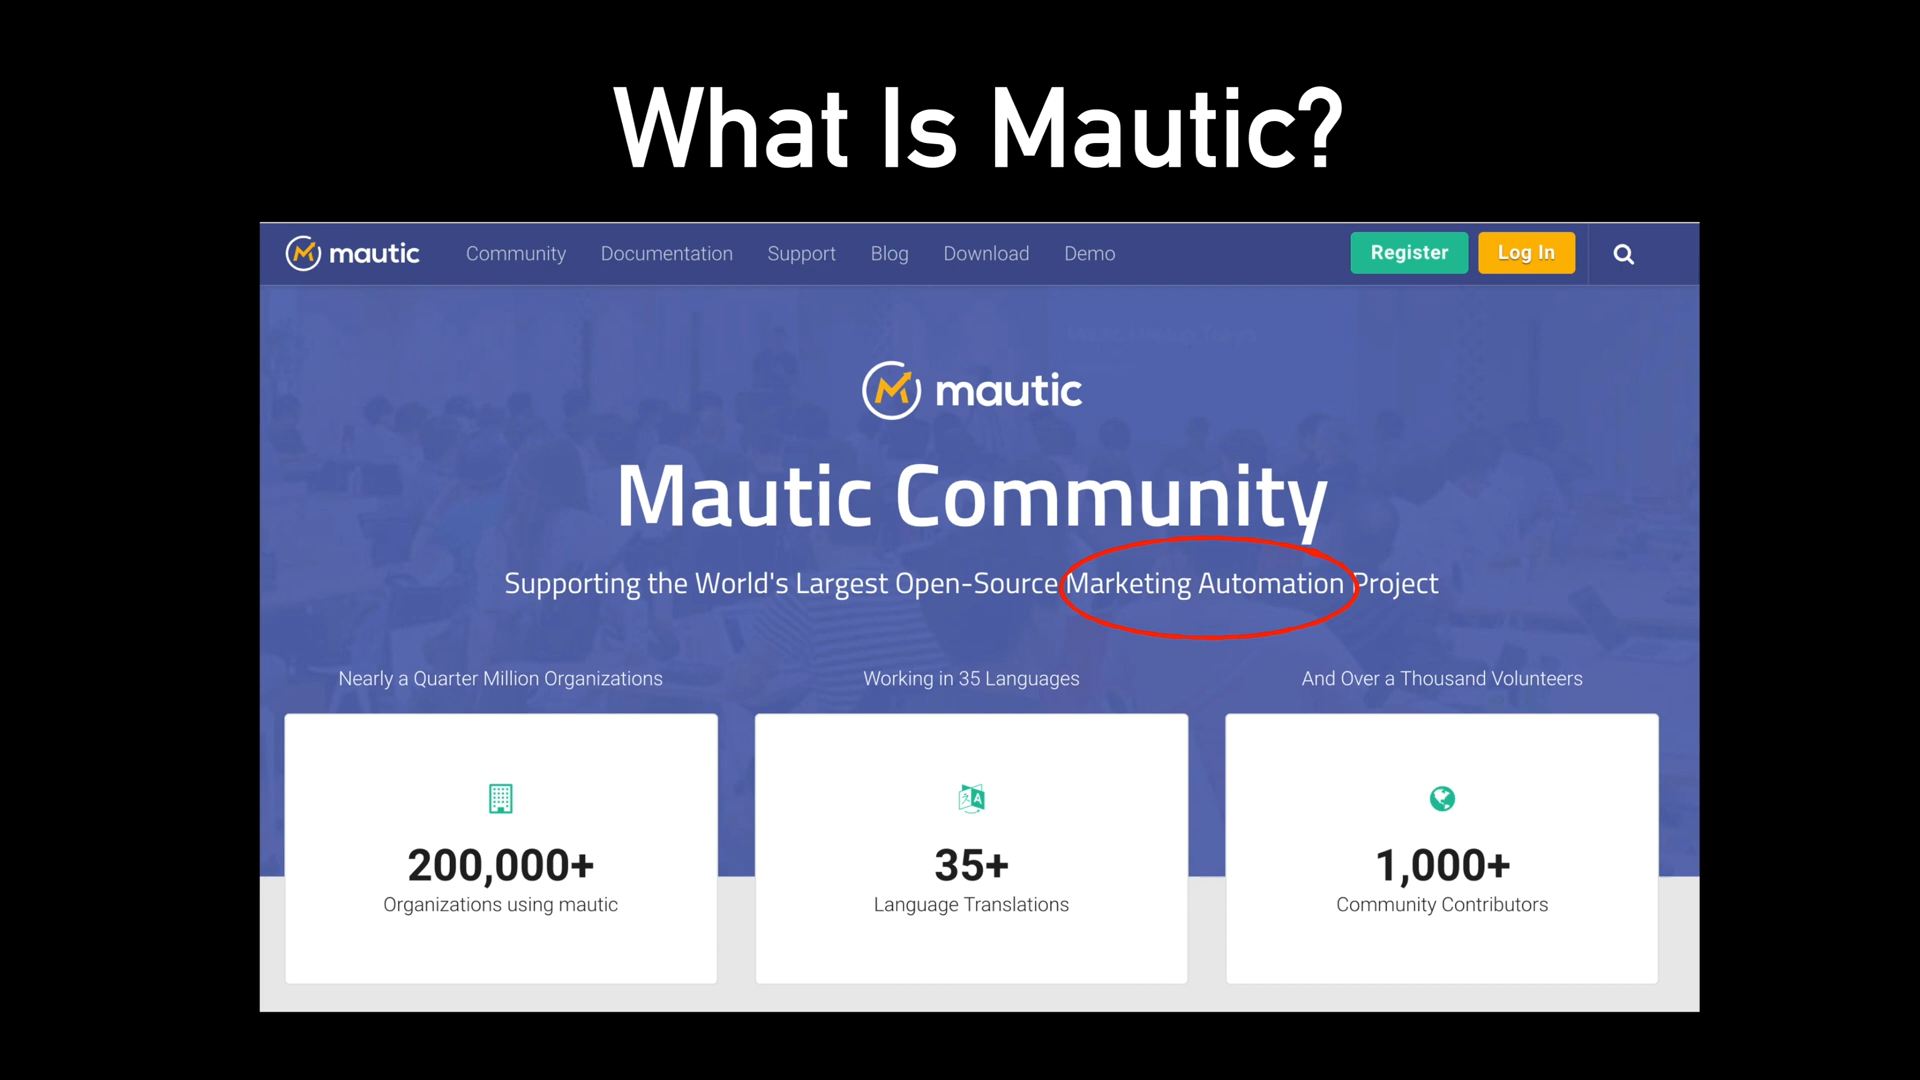 What Is Mautic?
mautic Community Documentation Support Blog Download Demo Register Log In
mautic
Mautic Community
Supporting the World's Largest Open-Source Marketing Automation Project
Nearly a Quarter Million Organizations
Working in 35 Languages
And Over a Thousand Volunteers
200,000+
Organizations using mautic
35+
Language Translations
1,000+
Community Contributors